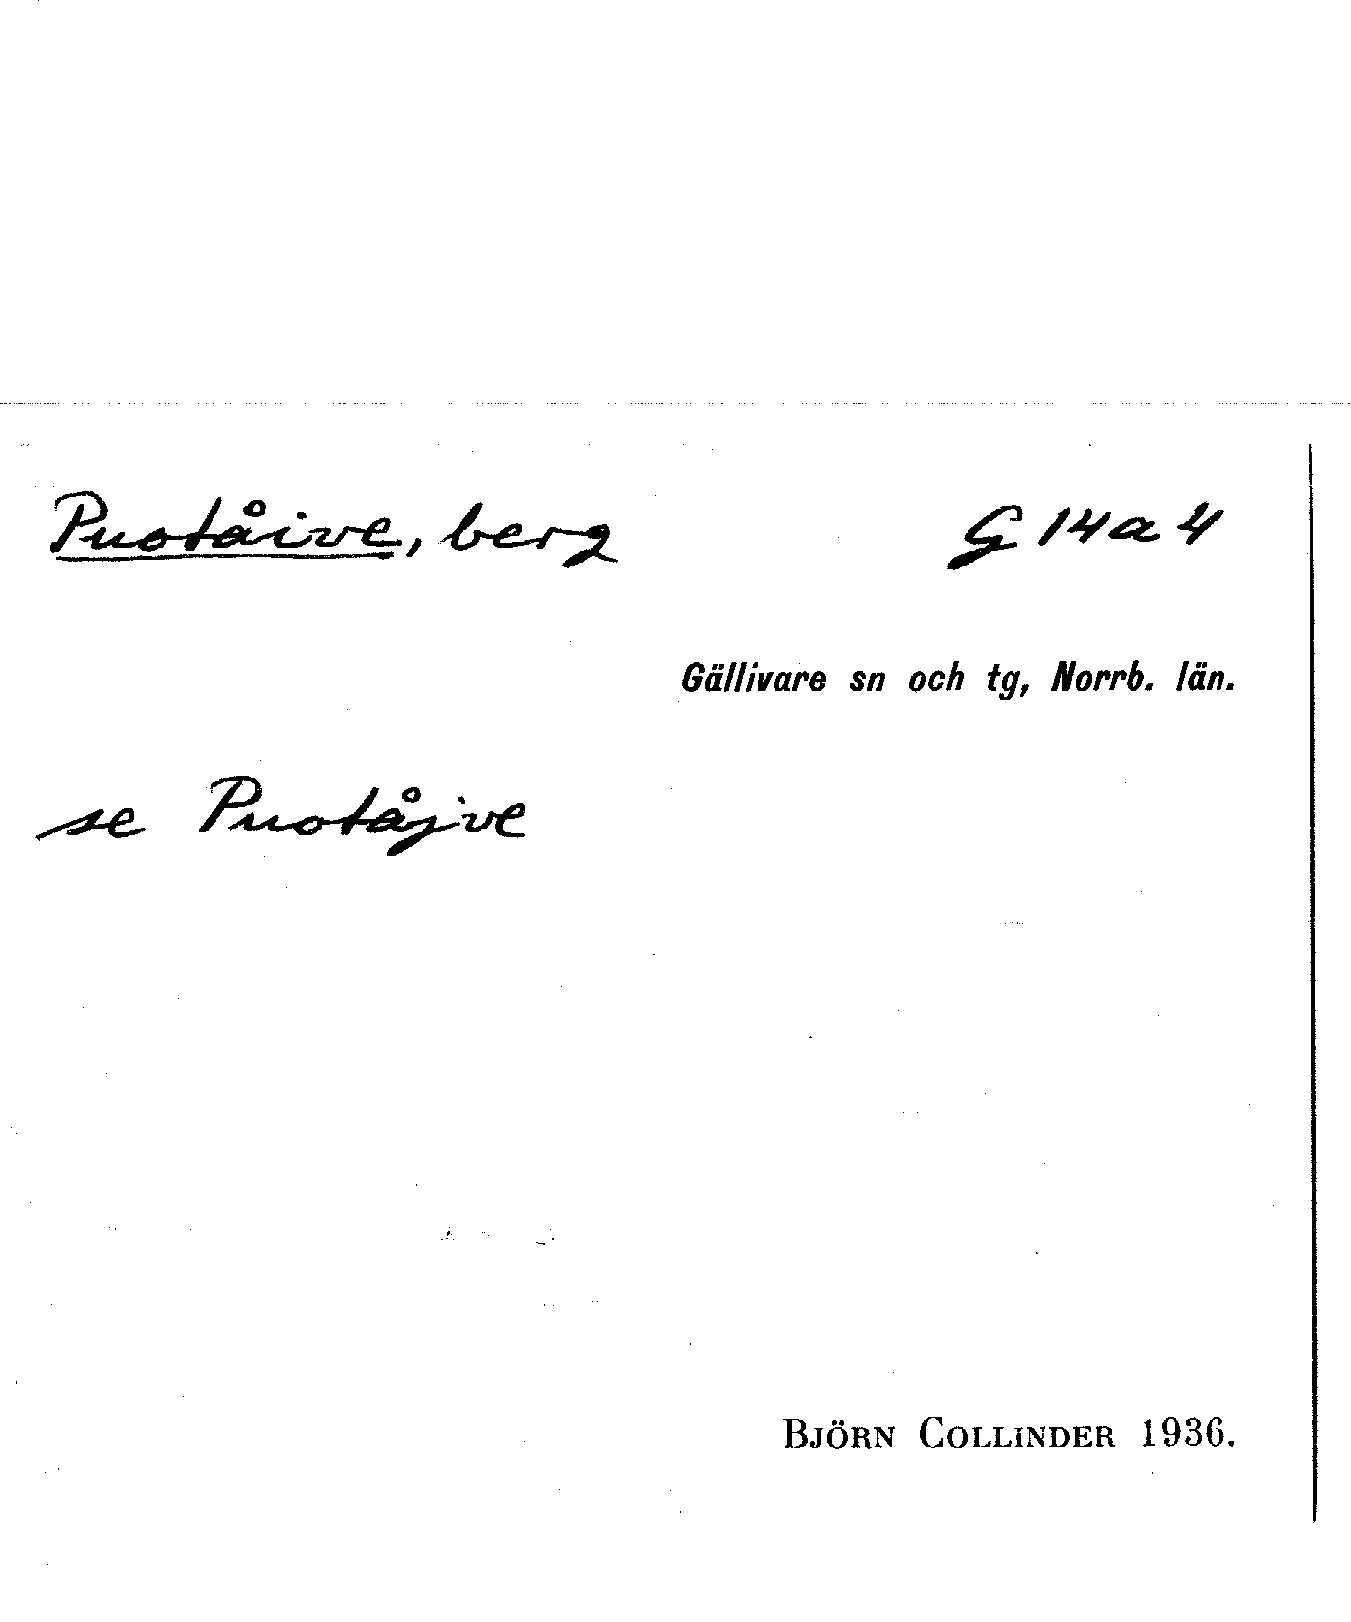 Puotåive, berg G 14a 4
Gällivare sn och tg, Norrb. län.
se Puotåjve
BJÖRN COLLINDER 1936.